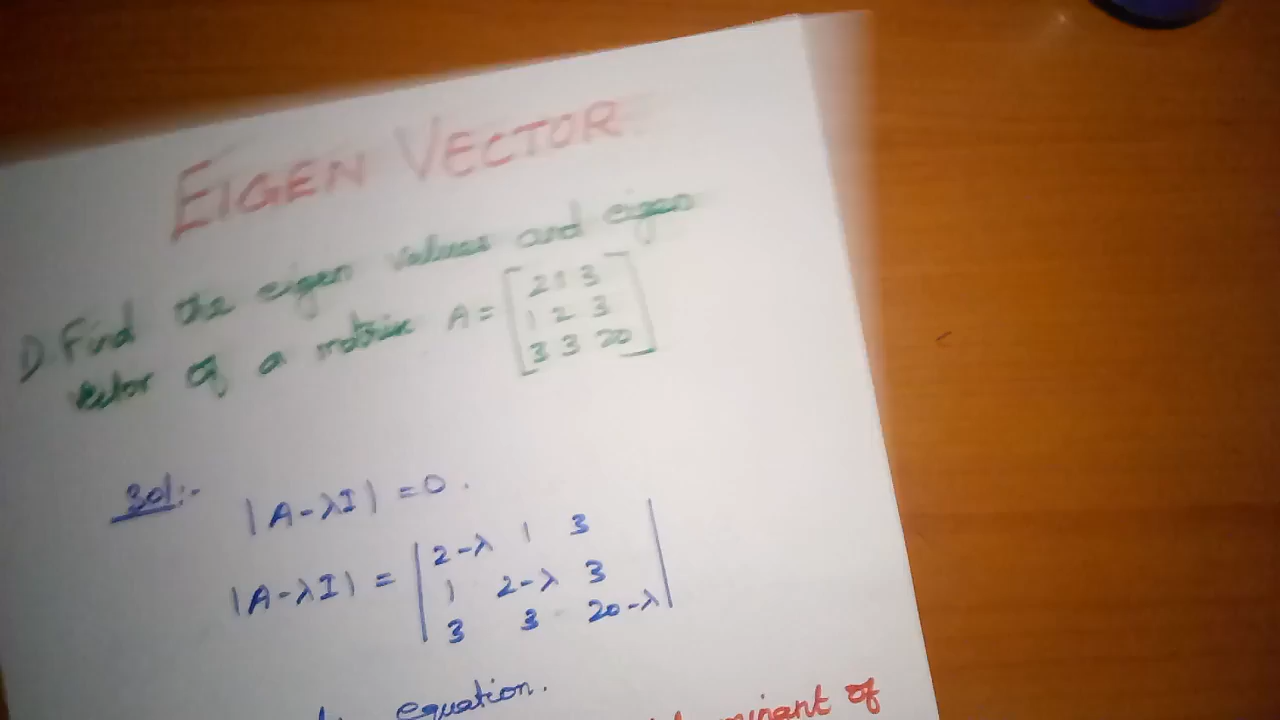 EIGEN VECTOR
1). Find the eigen values and eigen
vector of a matrix A = [2 1 3
1 2 3
3 3 20]
Sol:-
|A-λI| = 0.
|A-λI| = |2-λ 1 3
1 2-λ 3
3 3 20-λ|
equation.
of